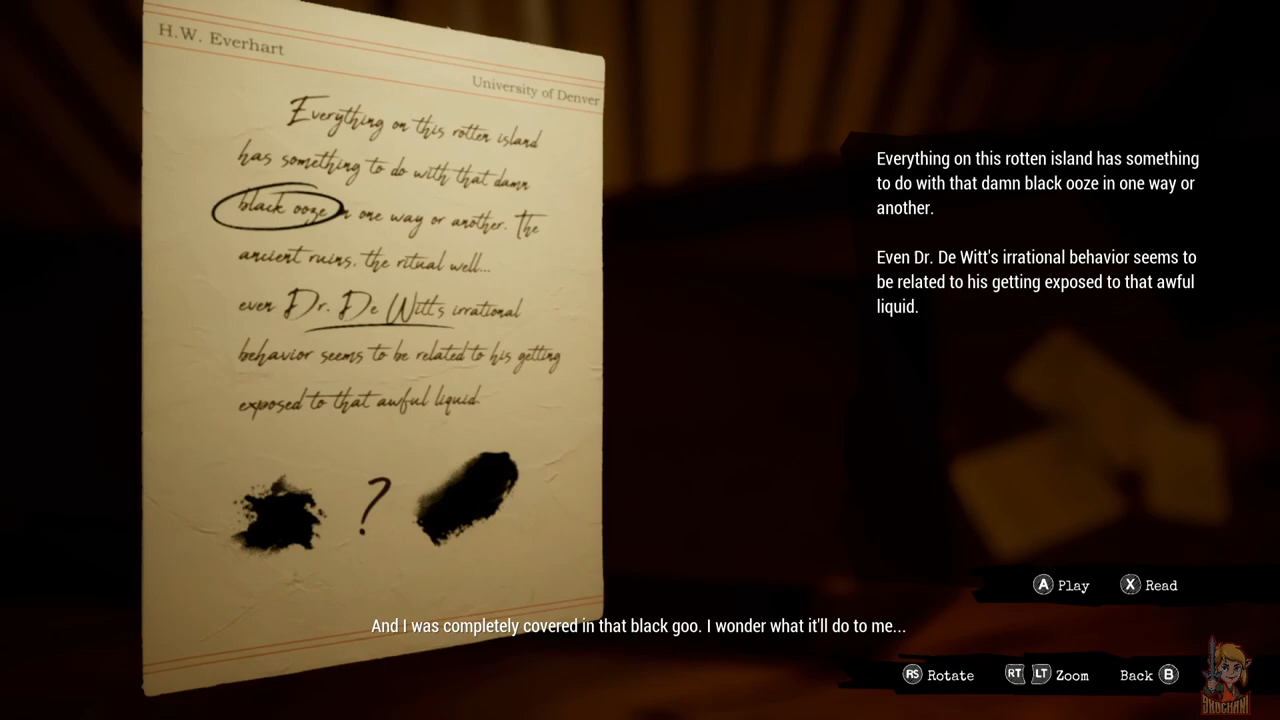 H.W. Everhart
University of Denver
Everything on this rotten island
has something to do with that damn
black ooze in one way or another. The
ancient ruins, the ritual well...
even Dr. De Witt's irrational
behavior seems to be related to his getting
exposed to that awful liquid.
?
Everything on this rotten island has something
to do with that damn black ooze in one way or
another.
Even Dr. De Witt's irrational behavior seems to
be related to his getting exposed to that awful
liquid.
A Play X Read
And I was completely covered in that black goo. I wonder what it'll do to me...
RS Rotate RT LT Zoom Back B